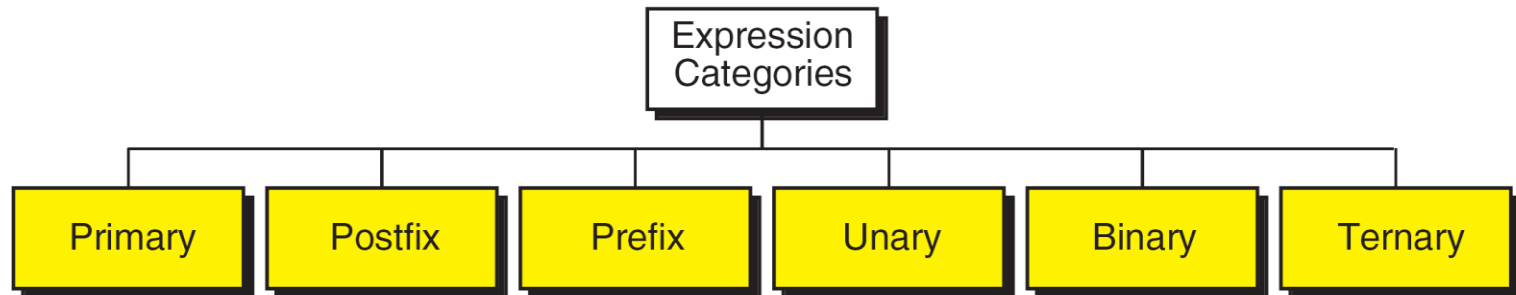 Expression
Categories
Primary
Postfix
Prefix
Unary
Binary
Ternary